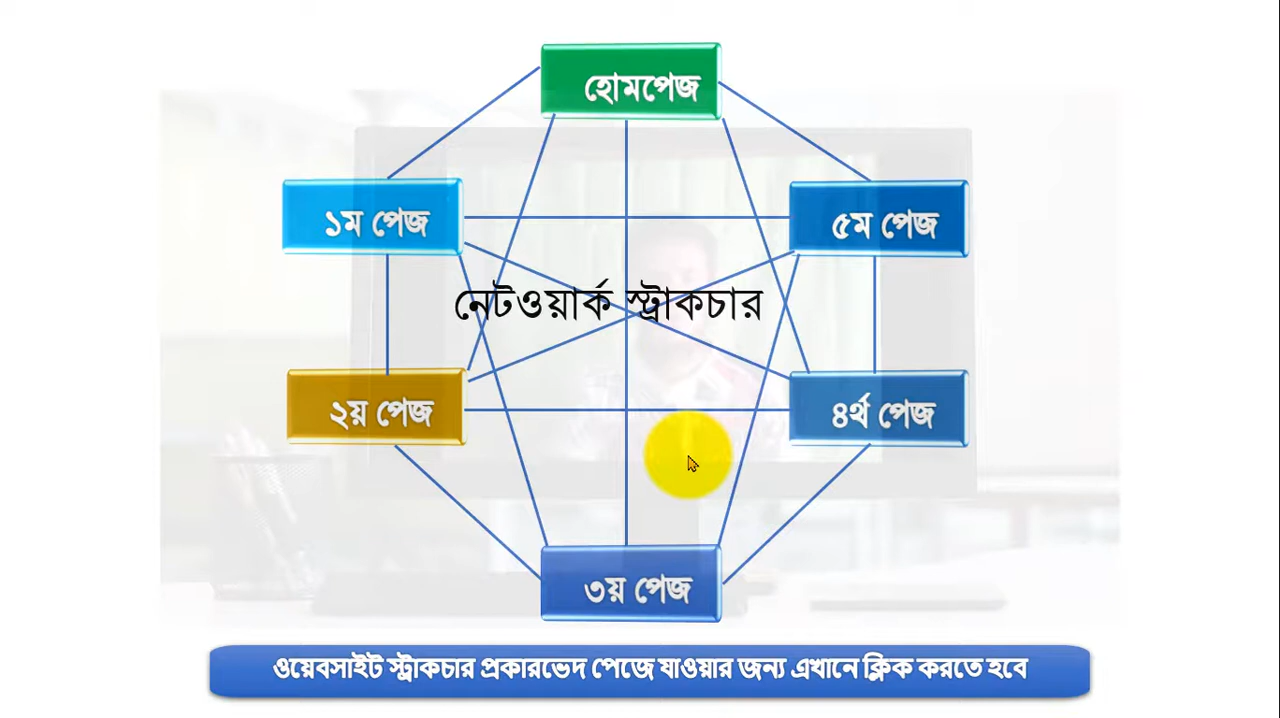 হোমপেজ
১ম পেজ
৫ম পেজ
নেটওয়ার্ক স্ট্রাকচার
২য় পেজ
৪র্থ পেজ
৩য় পেজ
ওয়েবসাইট স্ট্রাকচার প্রকারভেদ পেজে যাওয়ার জন্য এখানে ক্লিক করতে হবে